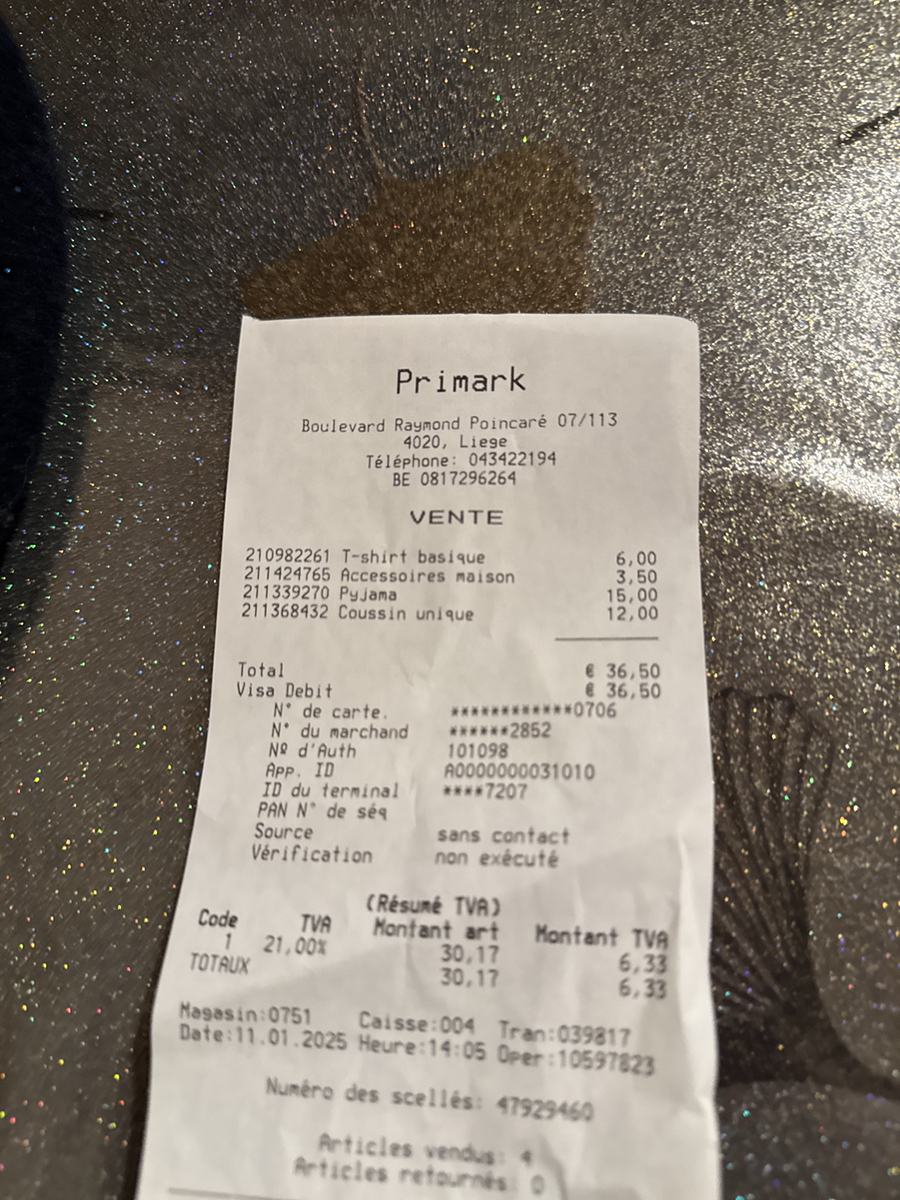 Primark
Boulevard Raymond Poincaré 07/113
4020, Liege
Téléphone: 043422194
BE 0817296264
VENTE
210982261 T-shirt basique 6,00
211424765 Accessoires maison 3,50
211339270 Pyjama 15,00
211368432 Coussin unique 12,00
Total € 36,50
Visa Debit € 36,50
N° de carte. ************0706
N° du marchand ******2852
Nº d'Auth 101098
App. ID A0000000031010
ID du terminal ****7207
PAN N° de séq
Source sans contact
Vérification non exécuté
(Résumé TVA)
Code TVA Montant art Montant TVA
1 21,00% 30,17 6,33
TOTAUX 30,17 6,33
Magasin:0751 Caisse:004 Tran:039817
Date:11.01.2025 Heure:14:05 Oper:10597823
Numéro des scellés: 47929460
Articles vendus: 4
Articles retournés: 0